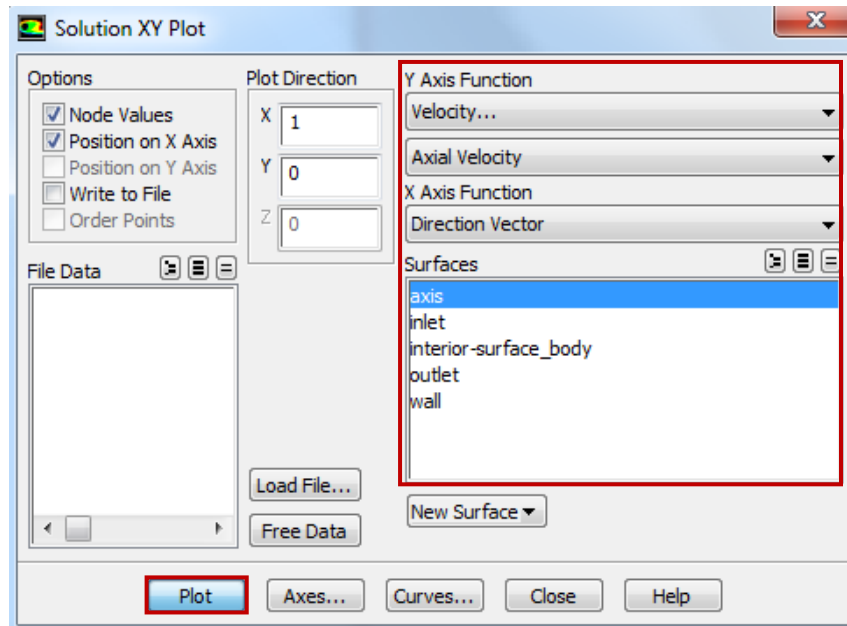 Solution XY Plot
Options
Node Values
Position on X Axis
Position on Y Axis
Write to File
Order Points
Plot Direction
X 1
Y 0
Z 0
Y Axis Function
Velocity...
Axial Velocity
X Axis Function
Direction Vector
File Data
Surfaces
axis
inlet
interior-surface_body
outlet
wall
Load File...
Free Data
New Surface
Plot
Axes...
Curves...
Close
Help